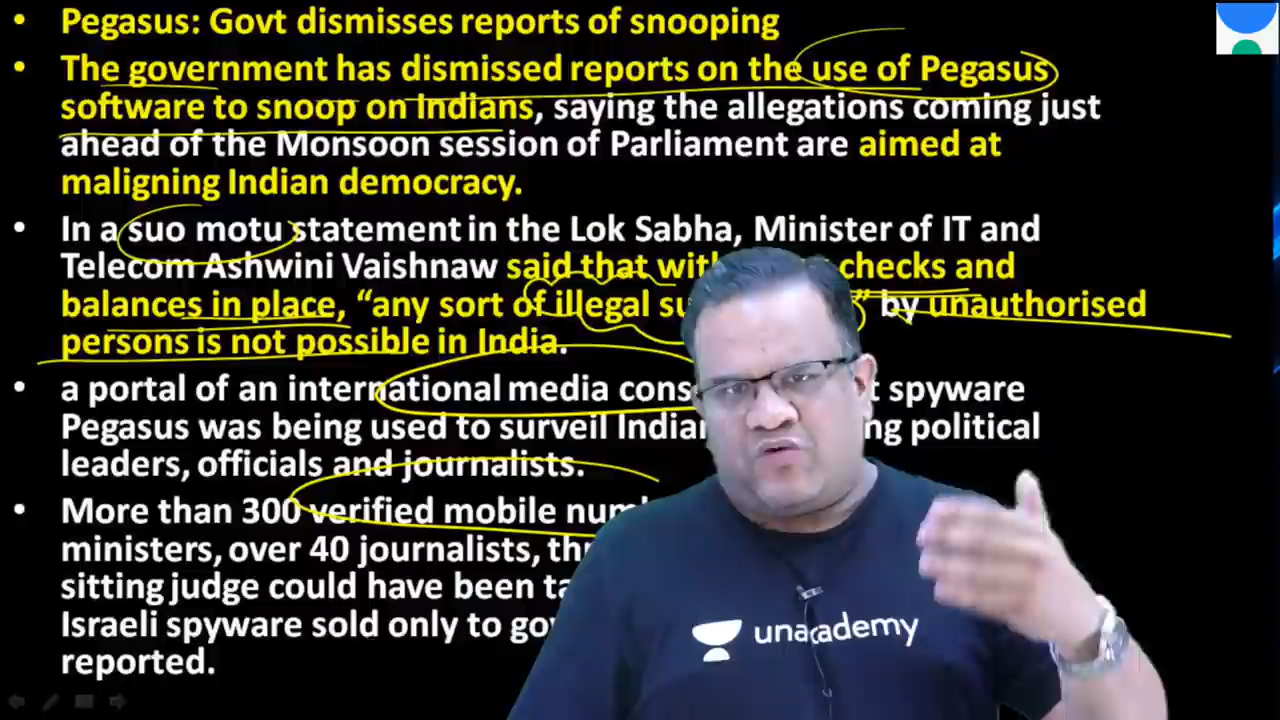 • Pegasus: Govt dismisses reports of snooping
• The government has dismissed reports on the use of Pegasus
software to snoop on Indians, saying the allegations coming just
ahead of the Monsoon session of Parliament are aimed at
maligning Indian democracy.
• In a suo motu statement in the Lok Sabha, Minister of IT and
Telecom Ashwini Vaishnaw said that checks and
balances in place, “any sort of illegal ” by unauthorised
persons is not possible in India.
• a portal of an international media spyware
Pegasus was being used to surveil political
leaders, officials and journalists.
• More than 300 verified mobile
ministers, over 40 journalists,
sitting judge could have been
Israeli spyware sold only to
reported.
unacademy